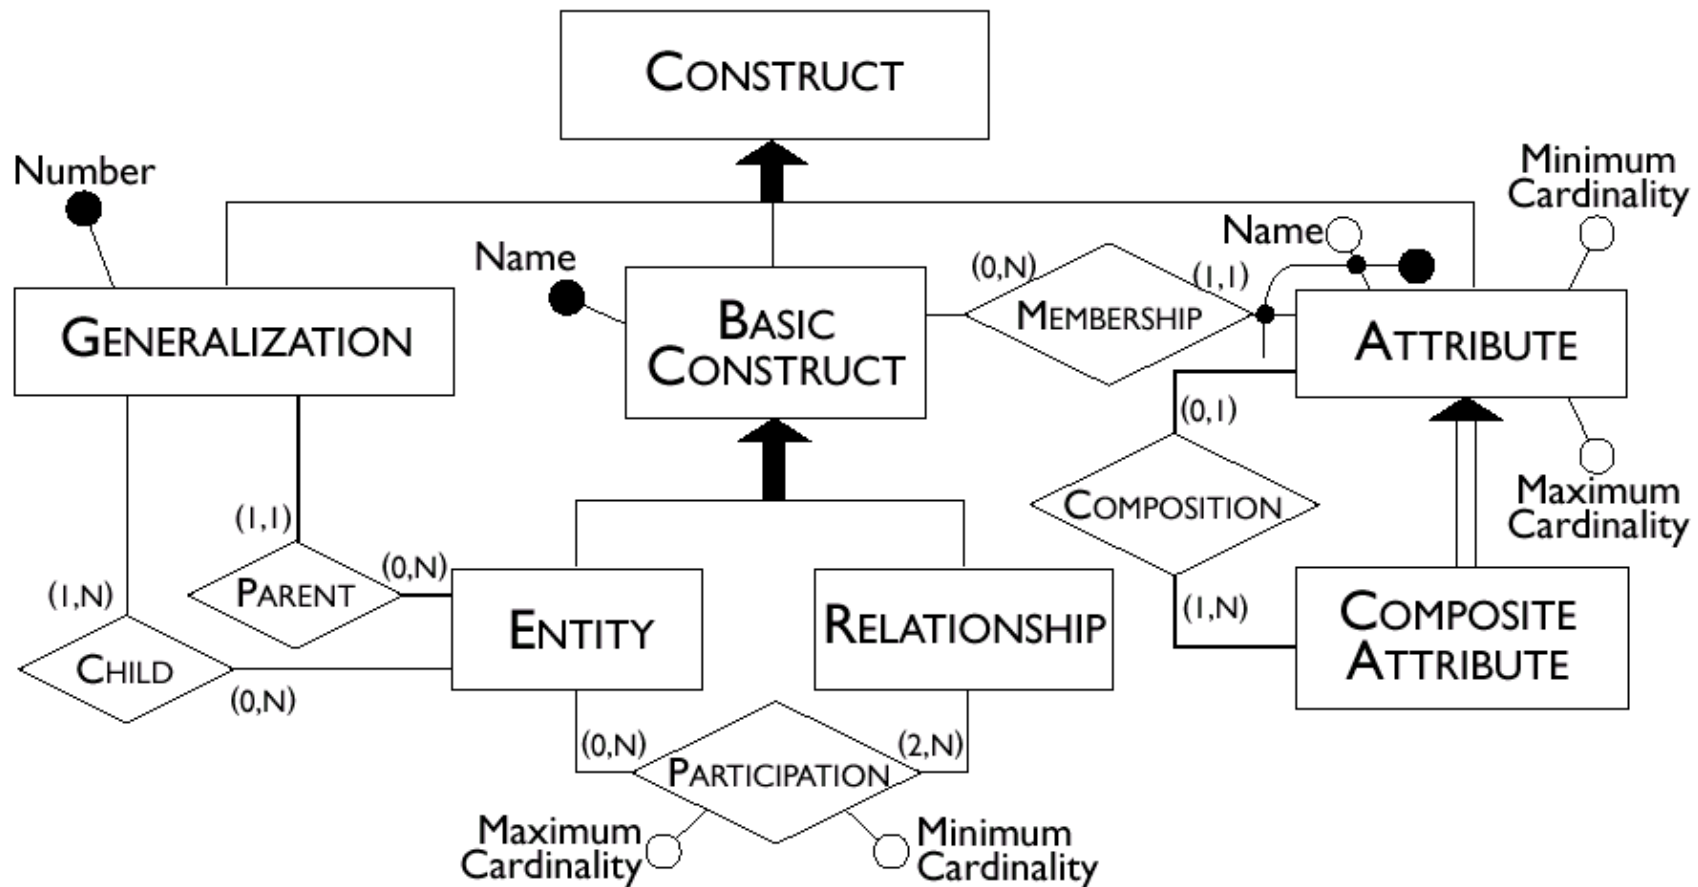 CONSTRUCT
Number
Minimum
Cardinality
Name
Name
(0,N)
(1,1)
GENERALIZATION
BASIC
CONSTRUCT
MEMBERSHIP
ATTRIBUTE
(0,1)
COMPOSITION
Maximum
Cardinality
(1,1)
(0,N)
PARENT
(1,N)
(1,N)
ENTITY
RELATIONSHIP
COMPOSITE
ATTRIBUTE
CHILD
(0,N)
(0,N)
(2,N)
PARTICIPATION
Maximum
Cardinality
Minimum
Cardinality